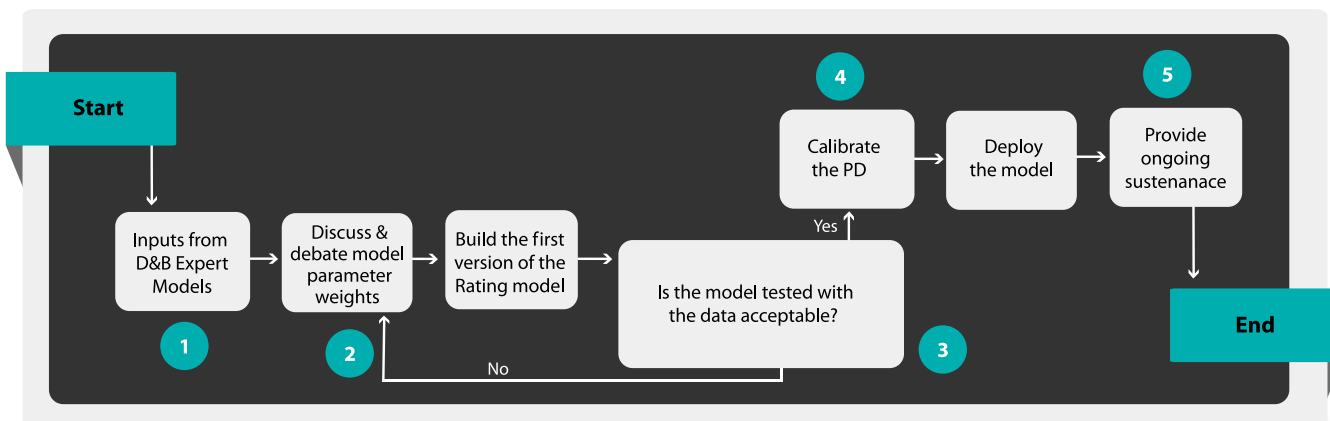 Start
Inputs from
D&B Expert
Models
1
Discuss &
debate model
parameter
weights
2
Build the first
version of the
Rating model
Is the model tested with
the data acceptable?
3
No
Yes
4
Calibrate
the PD
Deploy
the model
5
Provide
ongoing
sustenanace
End